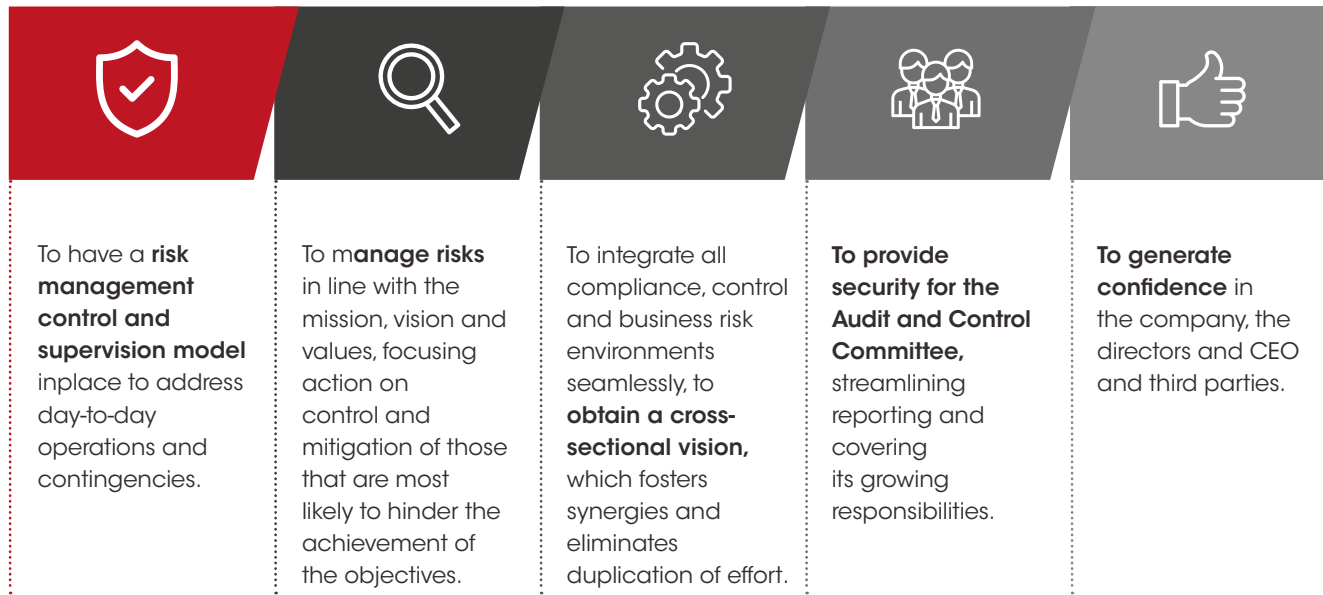 To have a risk
management
control and
supervision model
inplace to address
day-to-day
operations and
contingencies.
To manage risks
in line with the
mission, vision and
values, focusing
action on
control and
mitigation of those
that are most
likely to hinder the
achievement of
the objectives.
To integrate all
compliance, control
and business risk
environments
seamlessly, to
obtain a cross-
sectional vision,
which fosters
synergies and
eliminates
duplication of effort.
To provide
security for the
Audit and Control
Committee,
streamlining
reporting and
covering
its growing
responsibilities.
To generate
confidence in
the company, the
directors and CEO
and third parties.